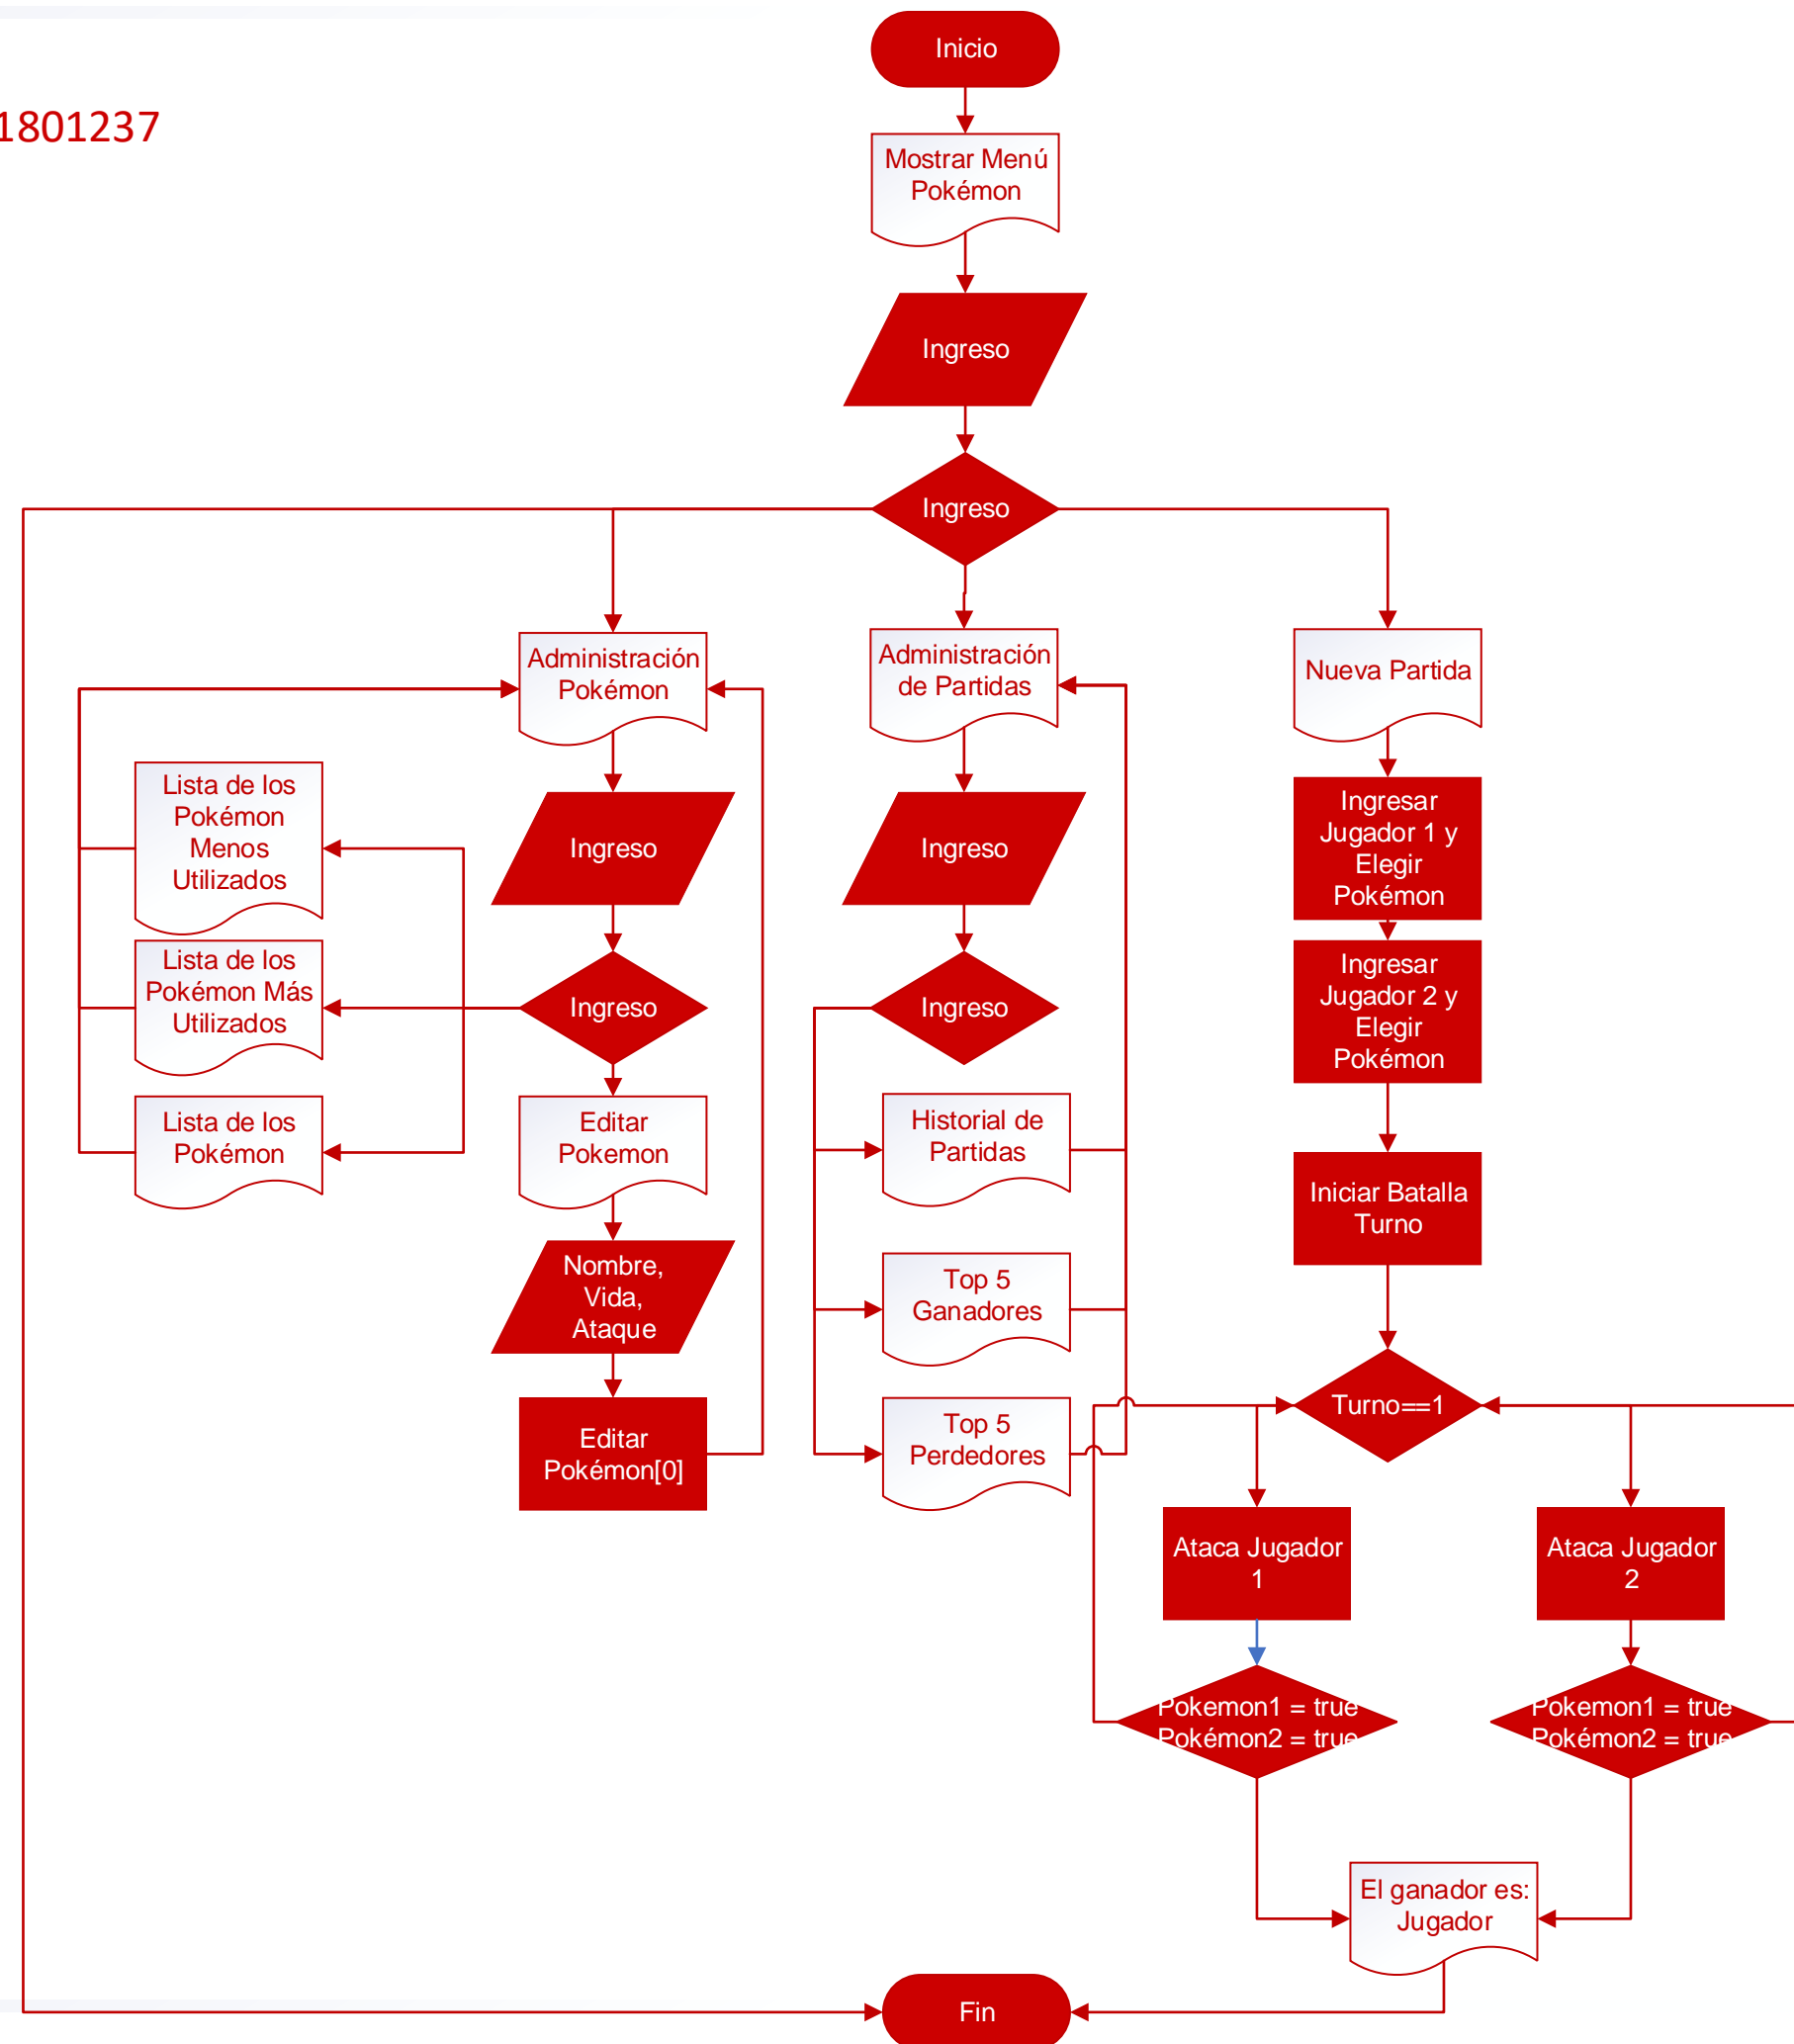 1801237
Inicio
Mostrar Menú
Pokémon
Ingreso
Ingreso
Administración
Pokémon
Administración
de Partidas
Nueva Partida
Lista de los
Pokémon
Menos
Utilizados
Ingreso
Ingreso
Ingresar
Jugador 1 y
Elegir
Pokémon
Lista de los
Pokémon Más
Utilizados
Ingreso
Ingreso
Ingresar
Jugador 2 y
Elegir
Pokémon
Lista de los
Pokémon
Editar
Pokemon
Historial de
Partidas
Iniciar Batalla
Turno
Nombre,
Vida,
Ataque
Top 5
Ganadores
Turno==1
Editar
Pokémon[0]
Top 5
Perdedores
Ataca Jugador
1
Ataca Jugador
2
Pokemon1 = true
Pokémon2 = true
Pokemon1 = true
Pokémon2 = true
El ganador es:
Jugador
Fin